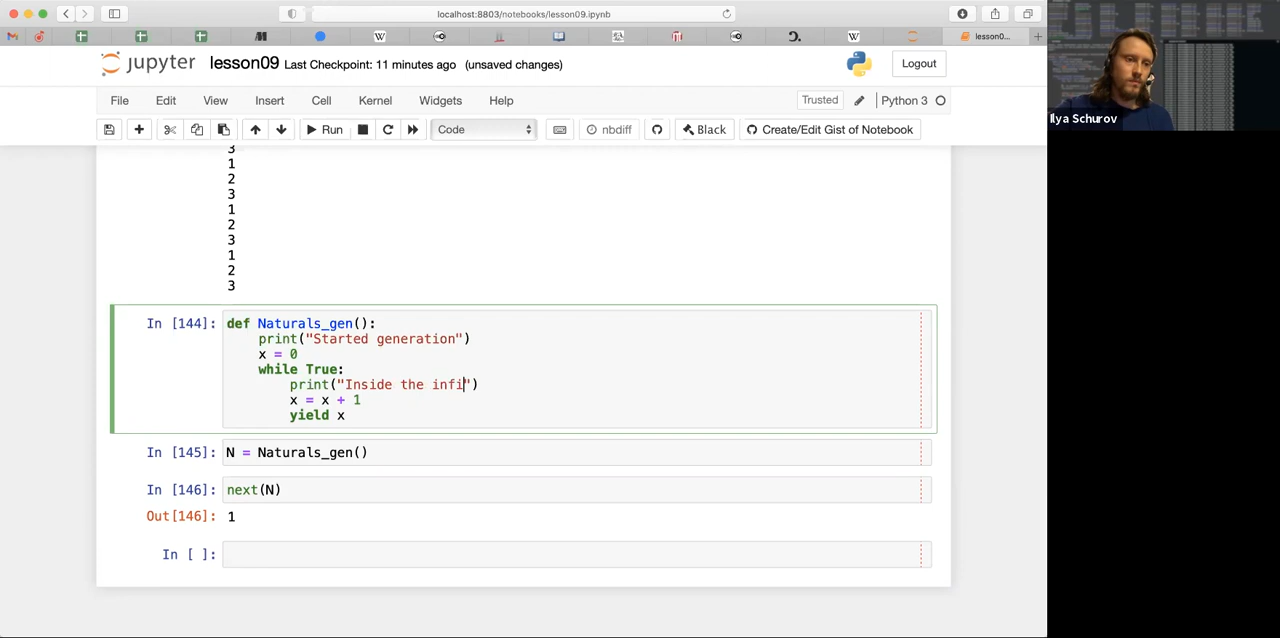 localhost:8803/notebooks/lesson09.ipynb
lesson0...
jupyter lesson09 Last Checkpoint: 11 minutes ago (unsaved changes)
Logout
File Edit View Insert Cell Kernel Widgets Help
Trusted Python 3
Run Code nbdiff Black Create/Edit Gist of Notebook
3
1
2
3
1
2
3
1
2
3
In [144]: def Naturals_gen():
print("Started generation")
x = 0
while True:
print("Inside the infi")
x = x + 1
yield x
In [145]: N = Naturals_gen()
In [146]: next(N)
Out[146]: 1
In [ ]:
Ilya Schurov